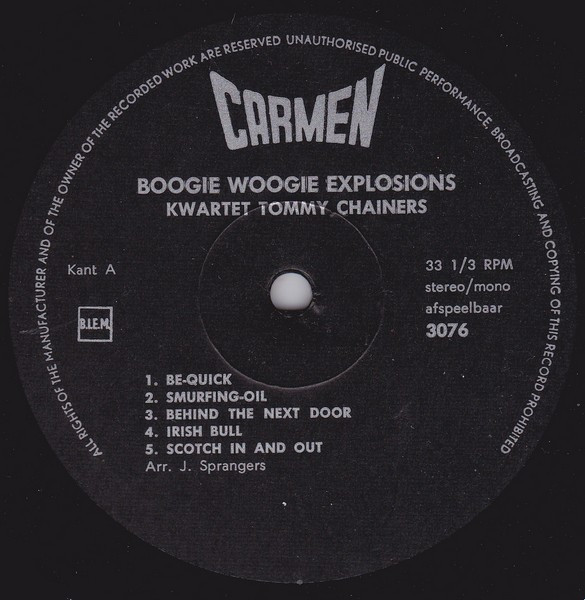 ALL RIGHTS OF THE MANUFACTURER AND OF THE OWNER OF THE RECORDED WORK ARE RESERVED UNAUTHORISED PUBLIC PERFORMANCE, BROADCASTING AND COPYING OF THIS RECORD PROHIBITED
CARMEN
BOOGIE WOOGIE EXPLOSIONS
KWARTET TOMMY CHAINERS
Kant A
33 1/3 RPM
stereo/mono
afspeelbaar
3076
B.I.E.M.
1. BE-QUICK
2. SMURFING-OIL
3. BEHIND THE NEXT DOOR
4. IRISH BULL
5. SCOTCH IN AND OUT
Arr. J. Sprangers